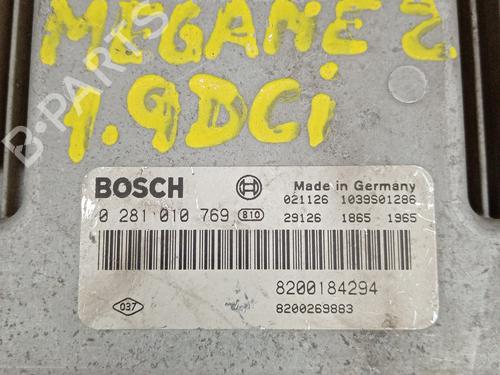 MEGANE 2
1.9DCi
B-PARTS
BOSCH
Made in Germany
021126 1039S01286
0 281 010 769 810
29126 1865 1965
8200184294
037
8200269883